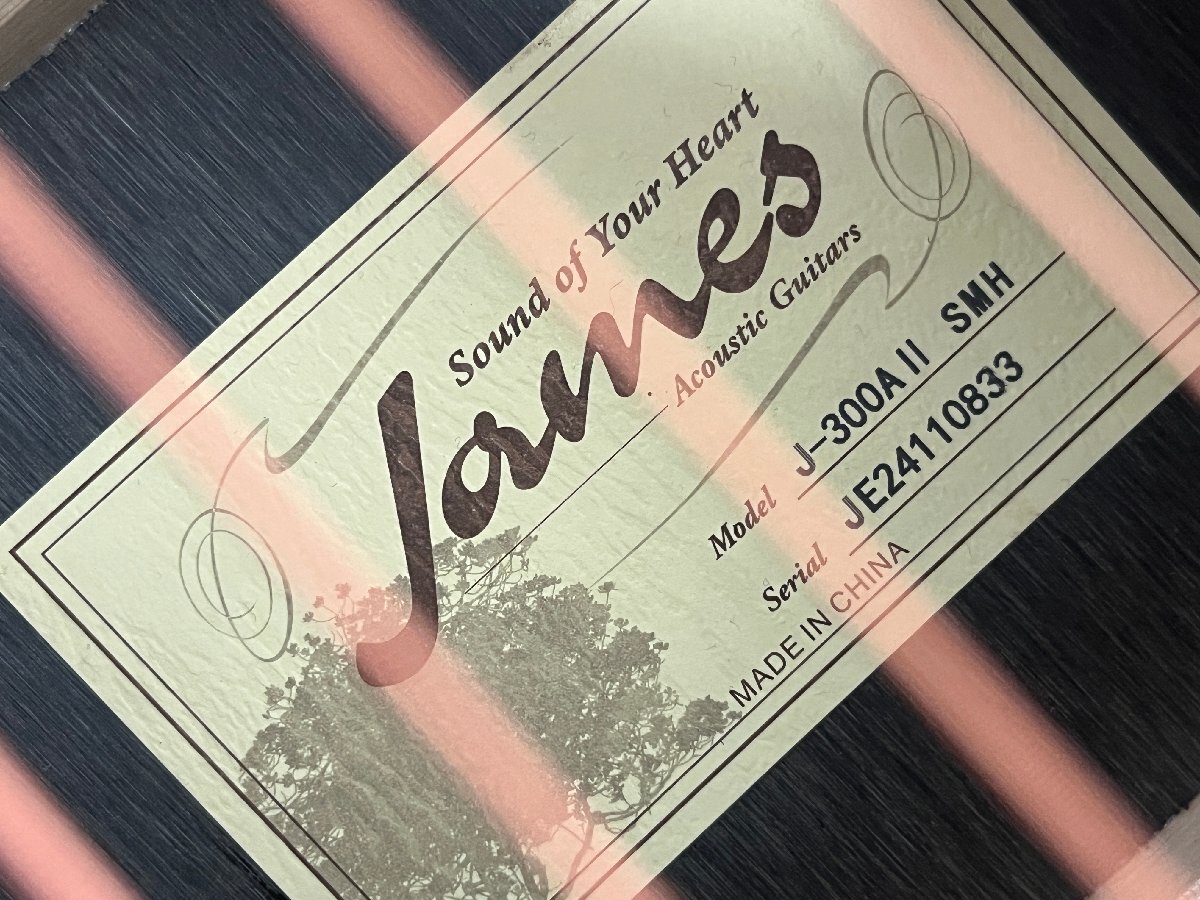 Sound of Your Heart
James
Acoustic Guitars
Model J-300A II SMH
Serial JE24110833
MADE IN CHINA